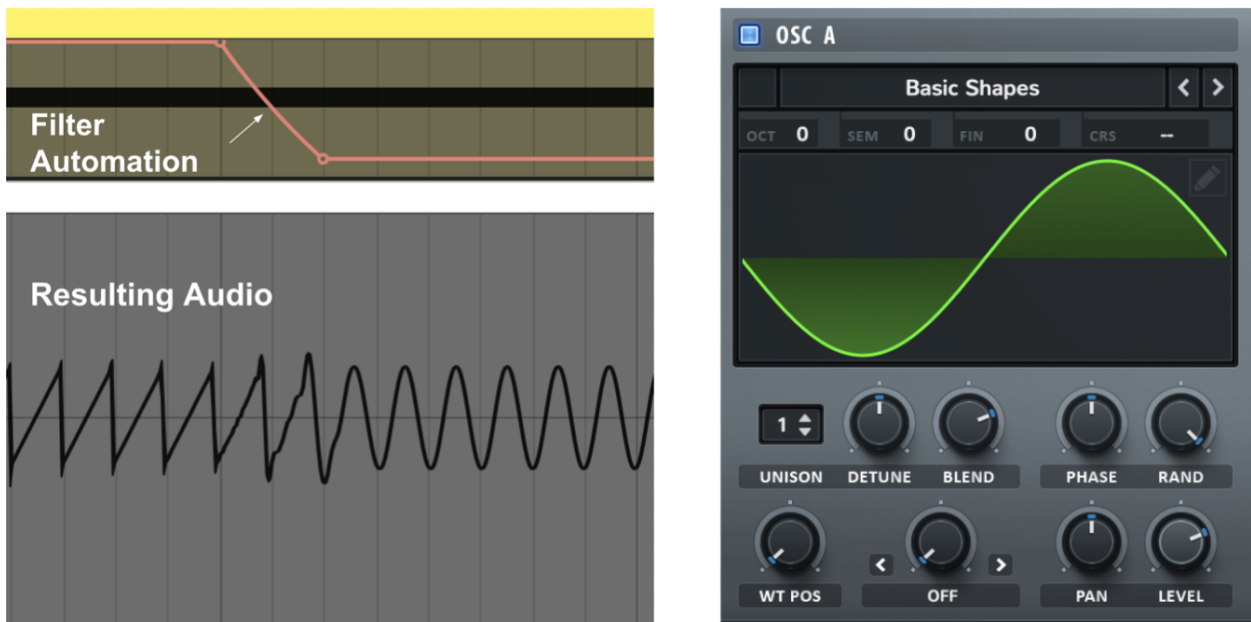 Filter
Automation
Resulting Audio
OSC A
Basic Shapes
OCT 0 SEM 0 FIN 0 CRS --
1
UNISON DETUNE BLEND PHASE RAND
WT POS OFF PAN LEVEL